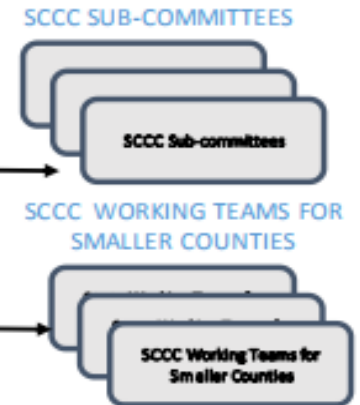 SCCC SUB-COMMITTEES
SCCC Sub-committees
SCCC WORKING TEAMS FOR
SMALLER COUNTIES
SCCC Working Teams for
Smaller Counties